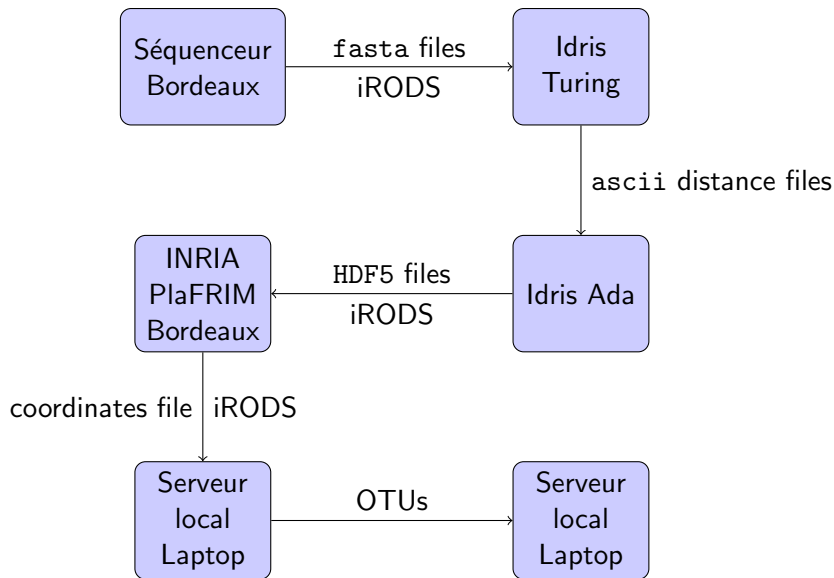 Séquenceur
Bordeaux
fasta files
iRODS
Idris
Turing
ascii distance files
INRIA
PlaFRIM
Bordeaux
HDF5 files
iRODS
Idris Ada
coordinates file
iRODS
Serveur
local
Laptop
OTUs
Serveur
local
Laptop